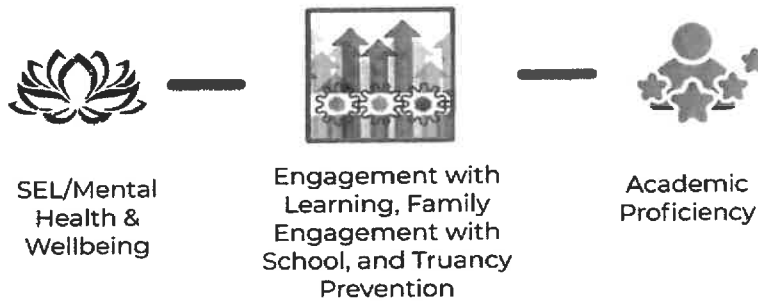 SEL/Mental
Health &
Wellbeing
Engagement with
Learning, Family
Engagement with
School, and Truancy
Prevention
Academic
Proficiency